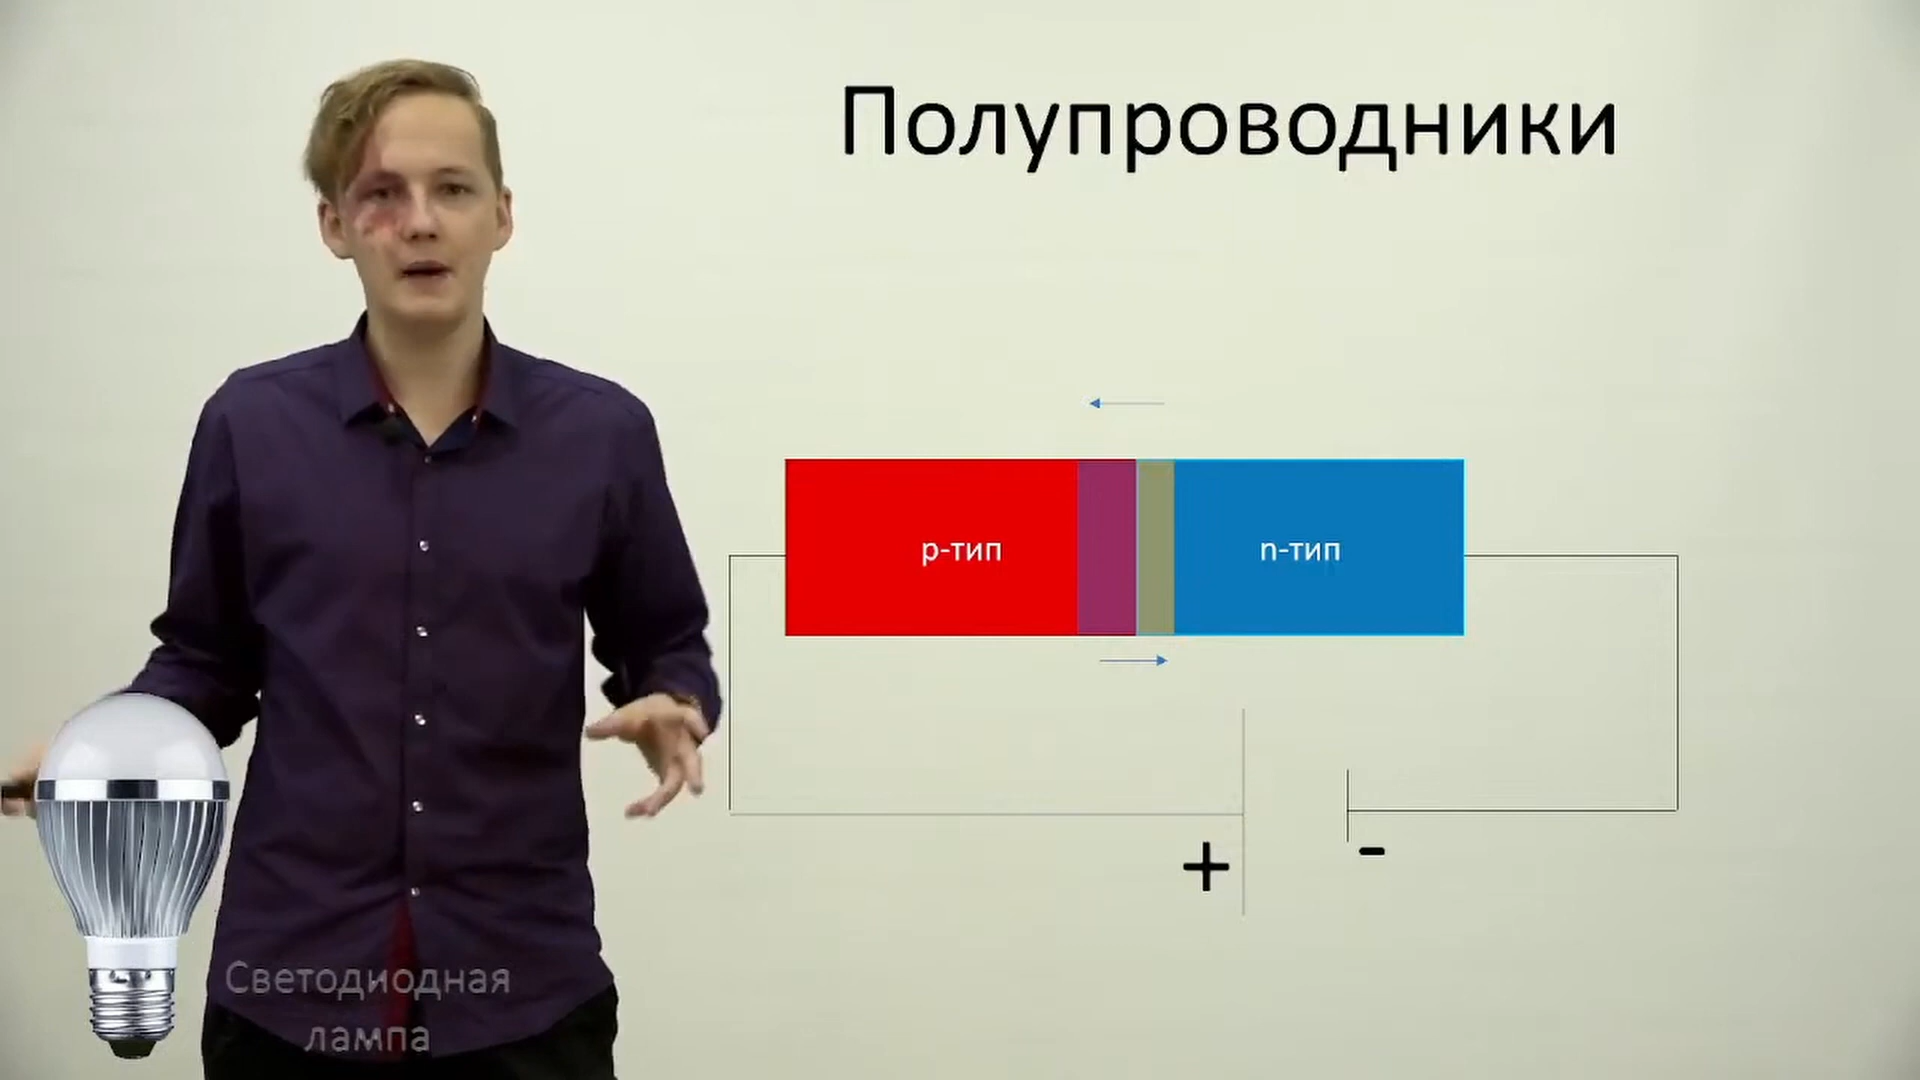 Полупроводники
p-тип
n-тип
+
-
Светодиодная
лампа